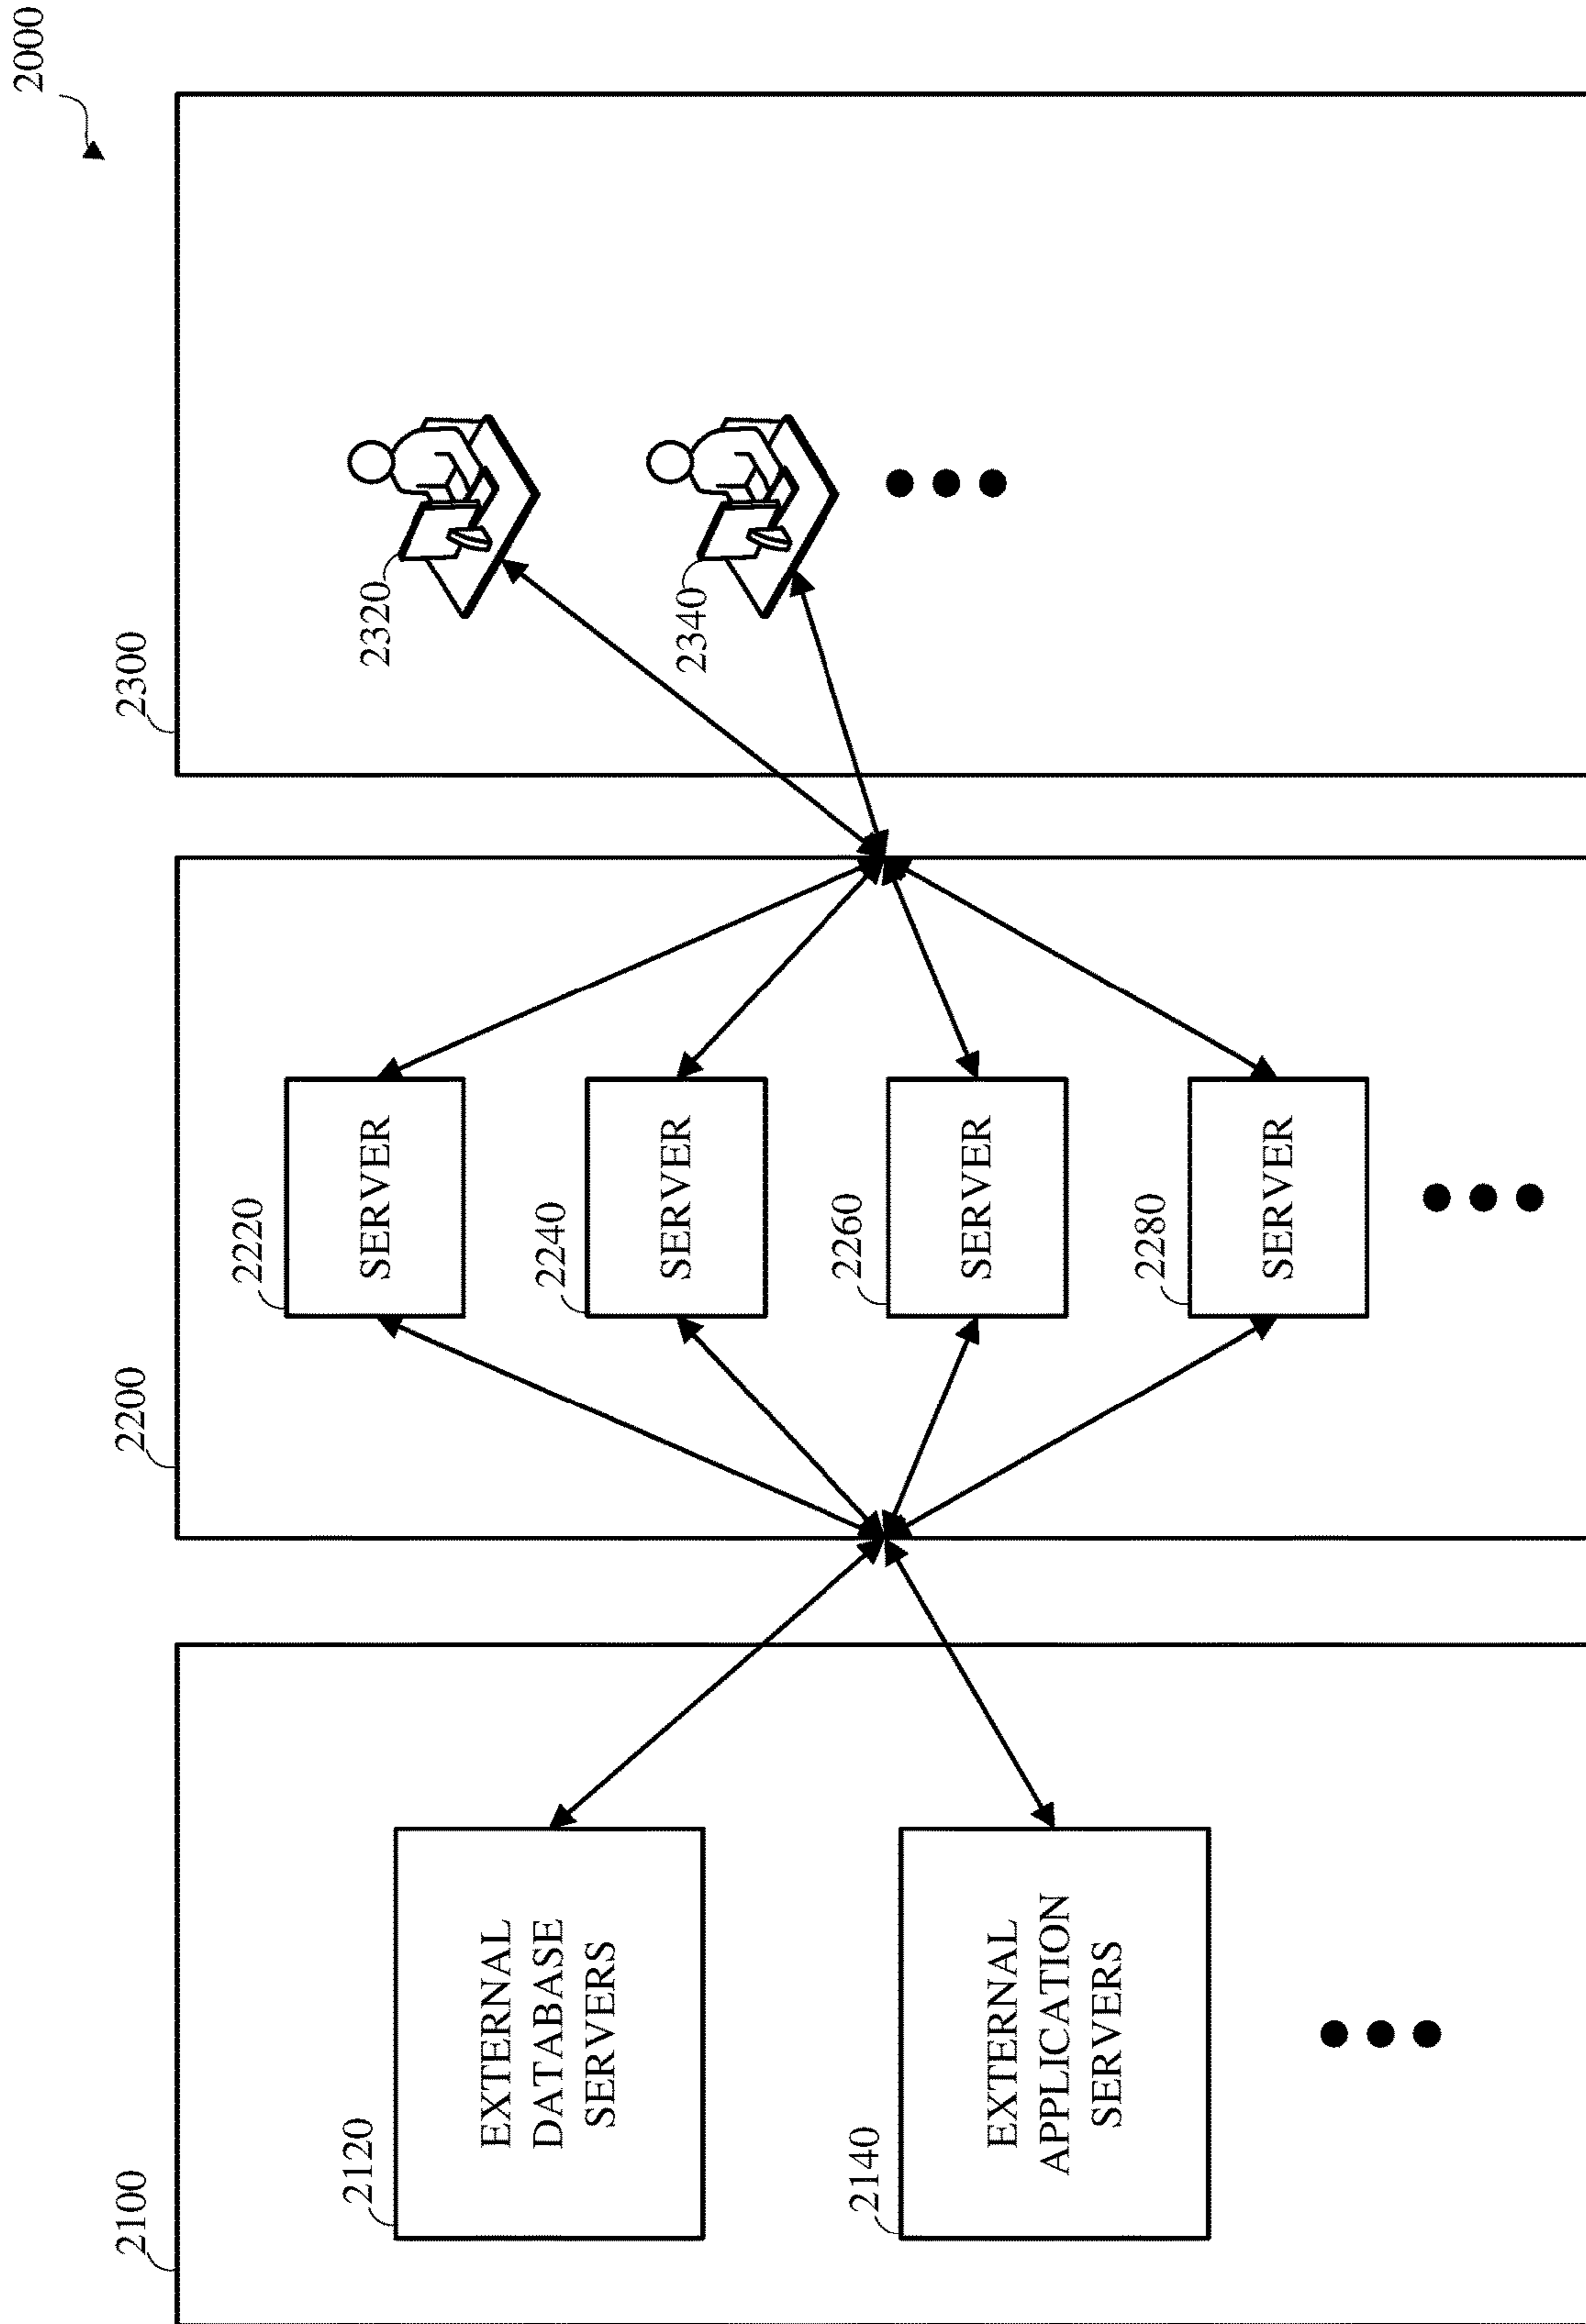 2000
2100
2120
EXTERNAL
DATABASE
SERVERS
2140
EXTERNAL
APPLICATION
SERVERS
2200
2220
SERVER
2240
SERVER
2260
SERVER
2280
SERVER
2300
2320
2340